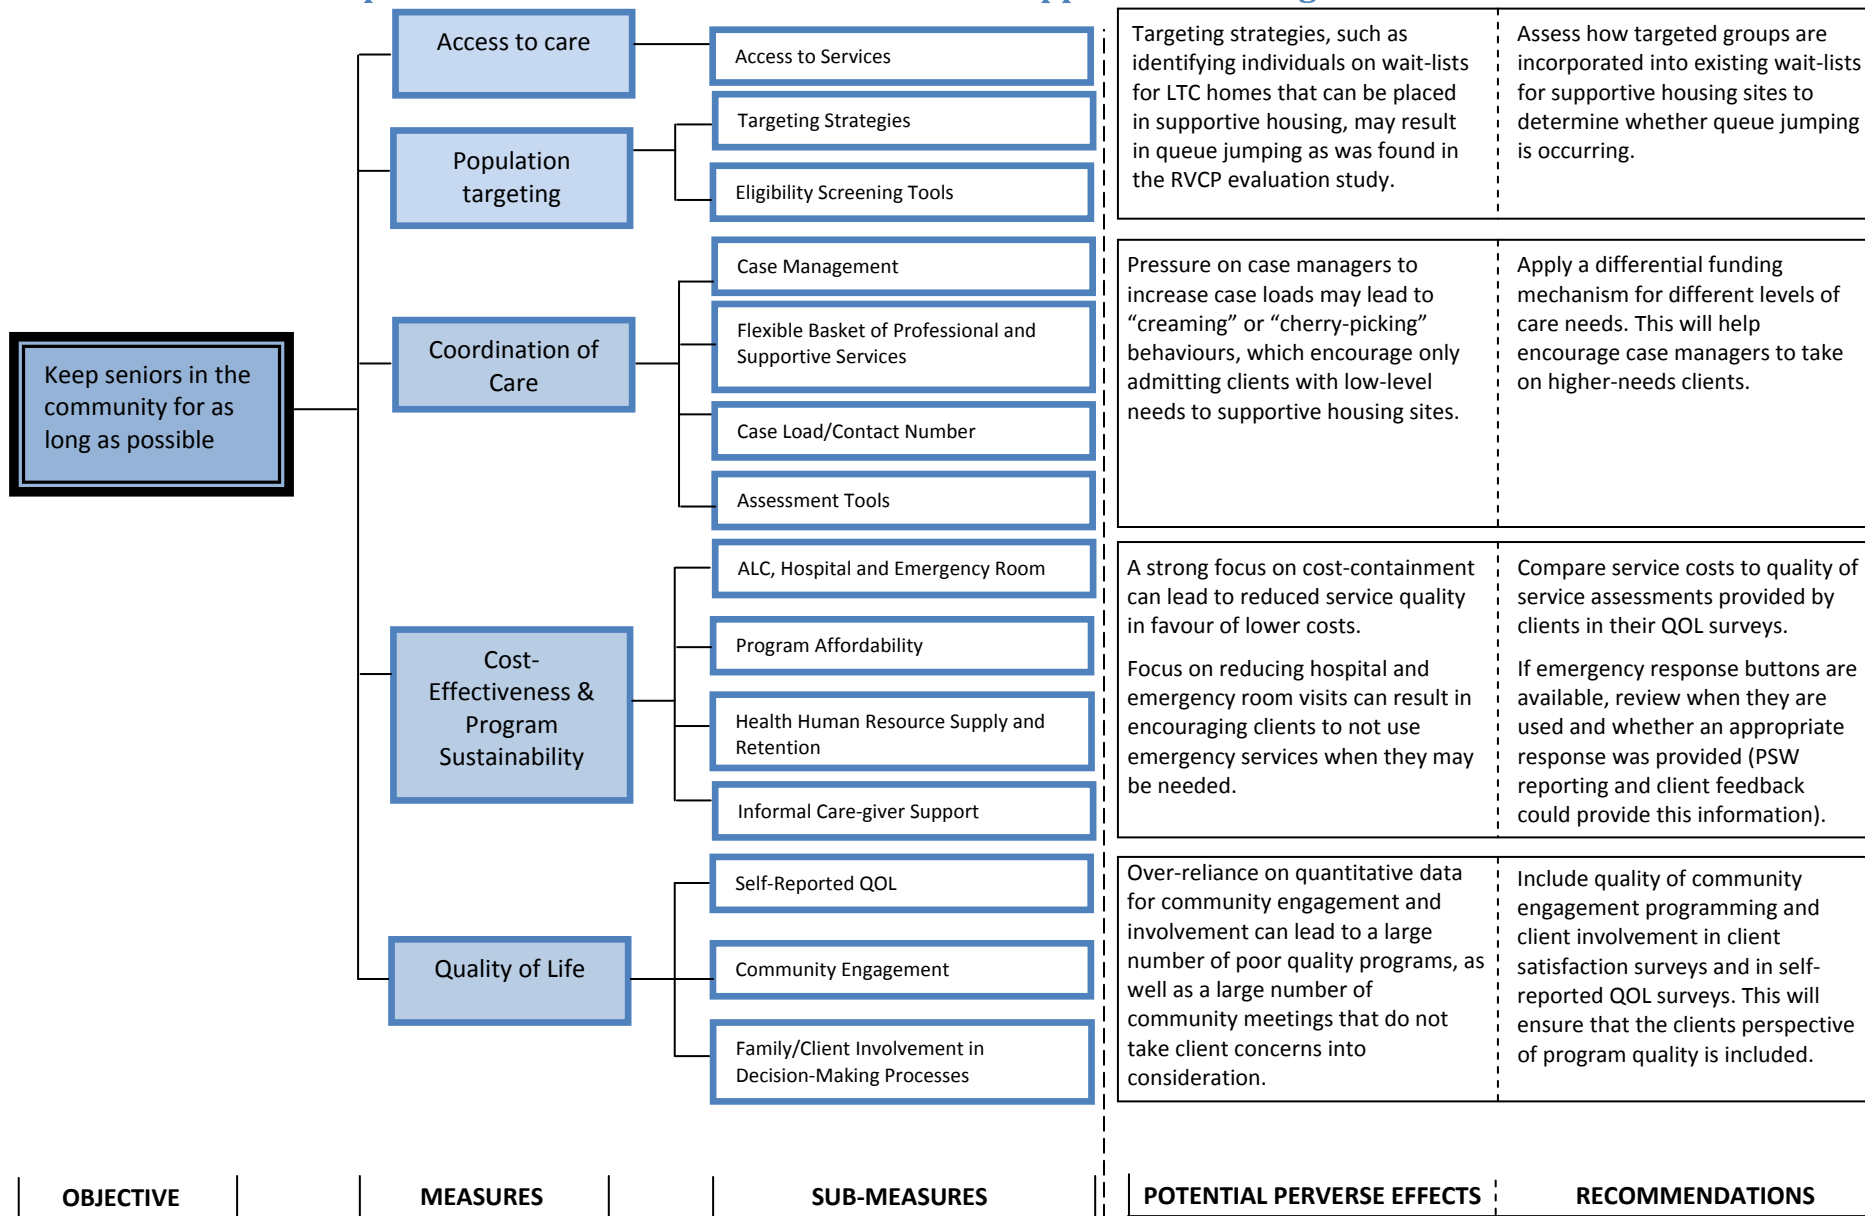 Access to care
Population
targeting
Coordination of
Care
Cost-
Effectiveness &
Program
Sustainability
Quality of Life
Keep seniors in the
community for as
long as possible
Access to Services
Targeting Strategies
Eligibility Screening Tools
Case Management
Flexible Basket of Professional and
Supportive Services
Case Load/Contact Number
Assessment Tools
ALC, Hospital and Emergency Room
Program Affordability
Health Human Resource Supply and
Retention
Informal Care-giver Support
Self-Reported QOL
Community Engagement
Family/Client Involvement in
Decision-Making Processes
Targeting strategies, such as
identifying individuals on wait-lists
for LTC homes that can be placed
in supportive housing, may result
in queue jumping as was found in
the RVCP evaluation study.
Assess how targeted groups are
incorporated into existing wait-lists
for supportive housing sites to
determine whether queue jumping
is occurring.
Pressure on case managers to
increase case loads may lead to
“creaming” or “cherry-picking”
behaviours, which encourage only
admitting clients with low-level
needs to supportive housing sites.
Apply a differential funding
mechanism for different levels of
care needs. This will help
encourage case managers to take
on higher-needs clients.
A strong focus on cost-containment
can lead to reduced service quality
in favour of lower costs.
Focus on reducing hospital and
emergency room visits can result in
encouraging clients to not use
emergency services when they may
be needed.
Compare service costs to quality of
service assessments provided by
clients in their QOL surveys.
If emergency response buttons are
available, review when they are
used and whether an appropriate
response was provided (PSW
reporting and client feedback
could provide this information).
Over-reliance on quantitative data
for community engagement and
involvement can lead to a large
number of poor quality programs, as
well as a large number of
community meetings that do not
take client concerns into
consideration.
Include quality of community
engagement programming and
client involvement in client
satisfaction surveys and in self-
reported QOL surveys. This will
ensure that the clients perspective
of program quality is included.
OBJECTIVE
MEASURES
SUB-MEASURES
POTENTIAL PERVERSE EFFECTS
RECOMMENDATIONS